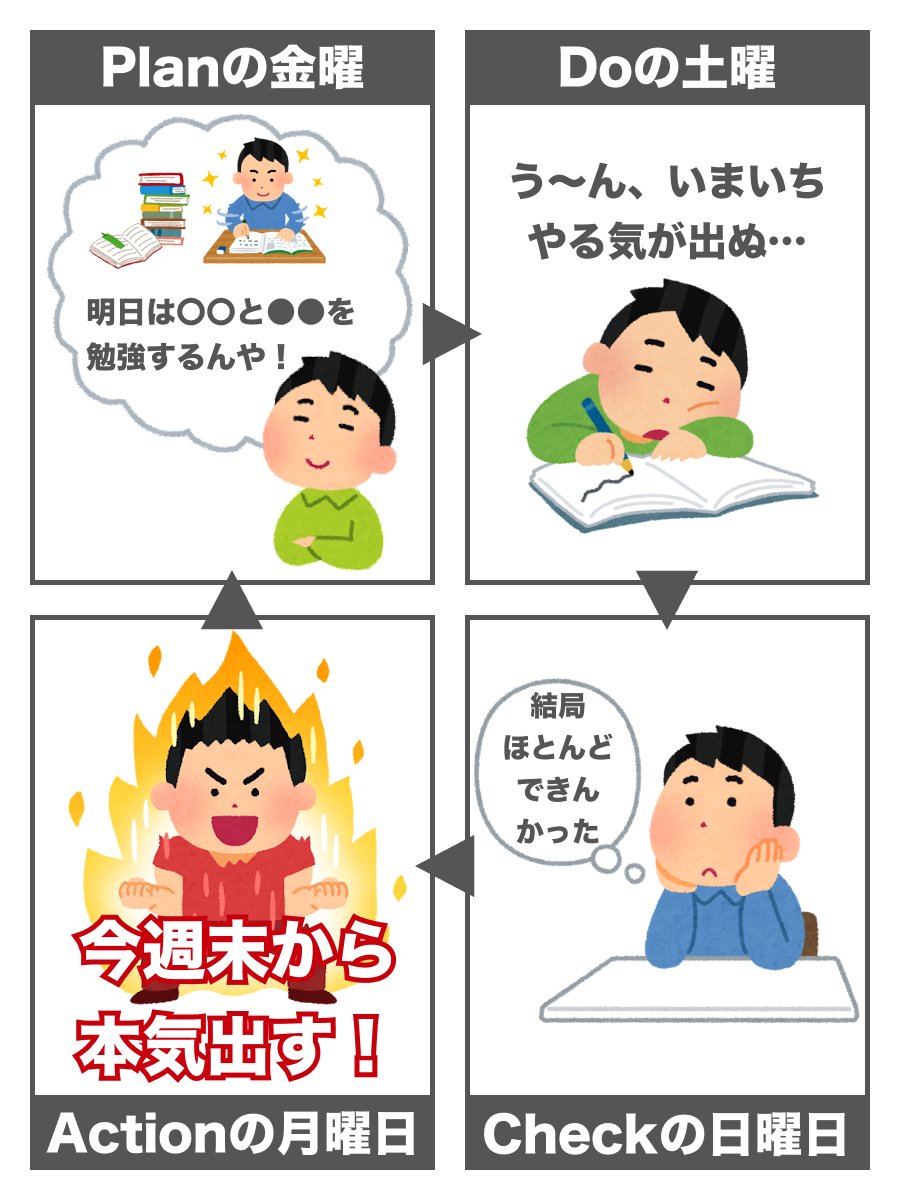 Planの金曜
明日は〇〇と●●を
勉強するんや！
Doの土曜
う〜ん、いまいち
やる気が出ぬ…
結局
ほとんど
できん
かった
Checkの日曜日
今週末から
本気出す！
Actionの月曜日